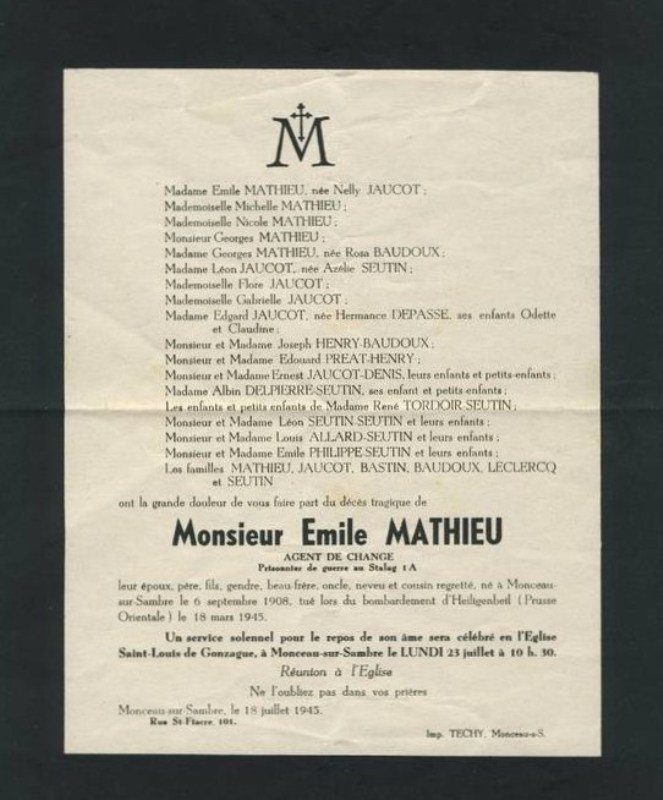 M
Madame Emile MATHIEU, née Nelly JAUCOT ;
Mademoiselle Michelle MATHIEU ;
Mademoiselle Nicole MATHIEU ;
Monsieur Georges MATHIEU ;
Madame Georges MATHIEU, née Rosa BAUDOUX ;
Madame Léon JAUCOT, née Azélie SEUTIN ;
Mademoiselle Flore JAUCOT ;
Mademoiselle Gabrielle JAUCOT ;
Madame Edgard JAUCOT, née Hermance DEPASSE, ses enfants Odette
et Claudine ;
Monsieur et Madame Joseph HENRY-BAUDOUX ;
Monsieur et Madame Edouard PREAT-HENRY ;
Monsieur et Madame Ernest JAUCOT-DENIS, leurs enfants et petits-enfants ;
Madame Albin DELPIERRE-SEUTIN, ses enfant et petits-enfants ;
Les enfants et petits enfants de Madame René TORDOIR-SEUTIN ;
Monsieur et Madame Léon SEUTIN-SEUTIN et leurs enfants ;
Monsieur et Madame Louis ALLARD-SEUTIN et leurs enfants ;
Monsieur et Madame Emile PHILIPPE-SEUTIN et leurs enfants ;
Les familles MATHIEU, JAUCOT, BASTIN, BAUDOUX, LECLERCQ
et SEUTIN
ont la grande douleur de vous faire part du décès tragique de
Monsieur Emile MATHIEU
AGENT DE CHANGE
Prisonnier de guerre au Stalag 1 A
leur époux, père, fils, gendre, beau-frère, oncle, neveu et cousin regretté, né à Monceau-
sur-Sambre le 6 septembre 1908, tué lors du bombardement d'Heiligenbeil (Prusse
Orientale) le 18 mars 1945.
Un service solennel pour le repos de son âme sera célébré en l'Eglise
Saint-Louis de Gonzague, à Monceau-sur-Sambre le LUNDI 23 juillet à 10 h. 30.
Réunion à l'Eglise
Ne l'oubliez pas dans vos prières
Monceau-sur-Sambre, le 18 juillet 1945.
Rue St-Fiacre, 101.
Imp. TECHY, Monceau-s-S.